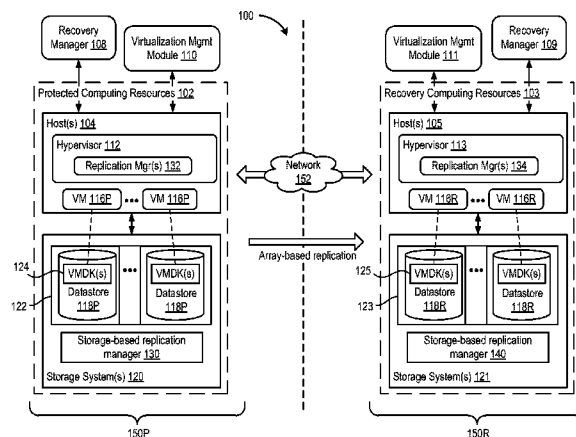 100
Recovery
Manager 108
Virtualization Mgmt
Module 110
Protected Computing Resources 102
Host(s) 104
Hypervisor 112
Replication Mgr(s) 132
VM 116P
VM 118P
124
VMDK(s)
VMDK(s)
122
Datastore
118P
Datastore
118P
Storage-based replication
manager 130
Storage System(s) 120
150P
Network
152
Array-based replication
Virtualization Mgmt
Module 111
Recovery
Manager 109
Recovery Computing Resources 103
Host(s) 105
Hypervisor 113
Replication Mgr(s) 134
VM 118R
VM 116R
125
VMDK(s)
VMDK(s)
123
Datastore
118R
Datastore
118R
Storage-based replication
manager 140
Storage System(s) 121
150R